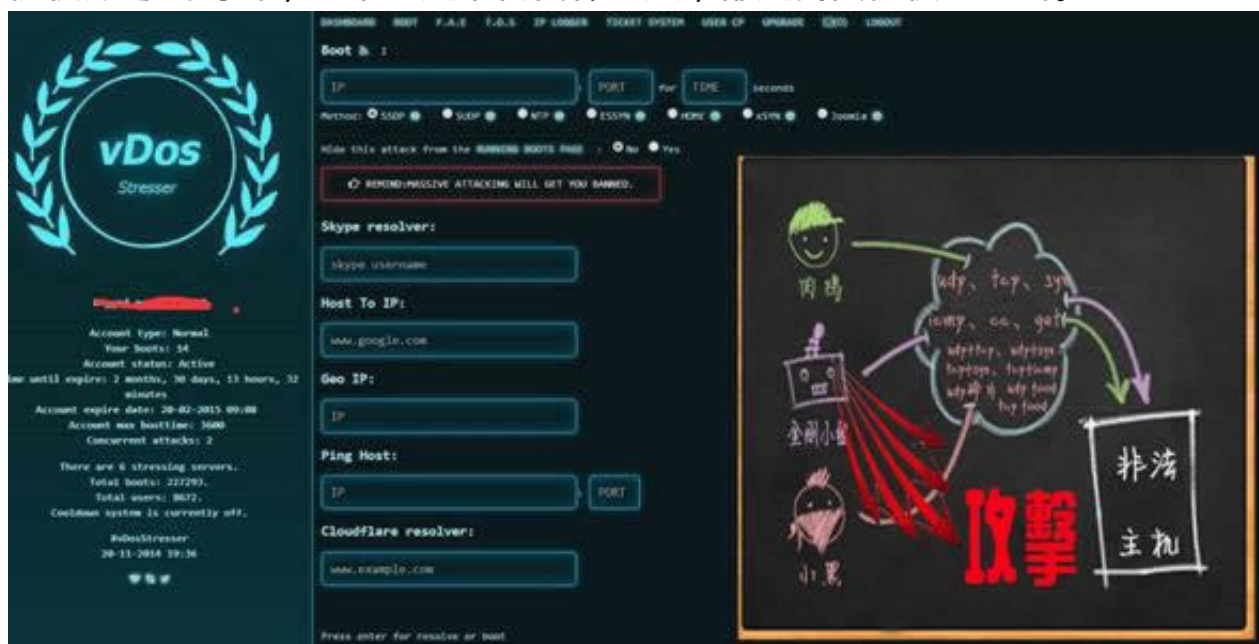 DASHBOARD BOOT F.A.Q T.O.S IP LOGGER TICKET SYSTEM USER CP UPGRADE LOGOUT
vDos
Stresser
Account type: Normal
Your boots: 34
Account status: Active
ime until expire: 2 months, 30 days, 13 hours, 32
minutes
Account expire date: 20-02-2015 09:08
Account max boottime: 3600
Concurrent attacks: 2
There are 6 stressing servers.
Total boots: 227293.
Total users: 8672.
Cooldown system is currently off.
#vDosStresser
20-11-2014 19:36
Boot :
IP : PORT for TIME seconds
Method: SSDP SUDP NTP ESSYN HOME xSYN Joomla
Hide this attack from the RUNNING BOOTS PAGE : No Yes
REMIND:MASSIVE ATTACKING WILL GET YOU BANNED.
Skype resolver:
skype username
Host To IP:
www.google.com
Geo IP:
IP
Ping Host:
IP : PORT
Cloudflare resolver:
www.example.com
Press enter for resolve or boot
肉鸡
金刚小
小黑
udp、tcp、syn
icmp、cc、get
攻擊
非法
主机